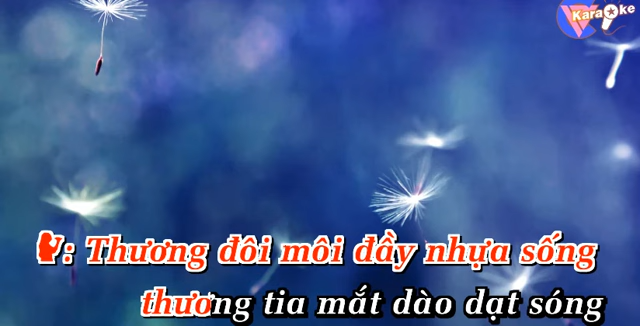 Karaoke
: Thương đôi môi đầy nhựa sống
thương tia mắt dào dạt sóng